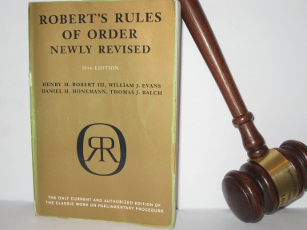 ROBERT'S RULES
OF ORDER
NEWLY REVISED
10TH EDITION
HENRY M. ROBERT III, WILLIAM J. EVANS
DANIEL H. HONEMANN, THOMAS J. BALCH
THE ONLY CURRENT AND AUTHORIZED EDITION OF
THE CLASSIC WORK ON PARLIAMENTARY PROCEDURE